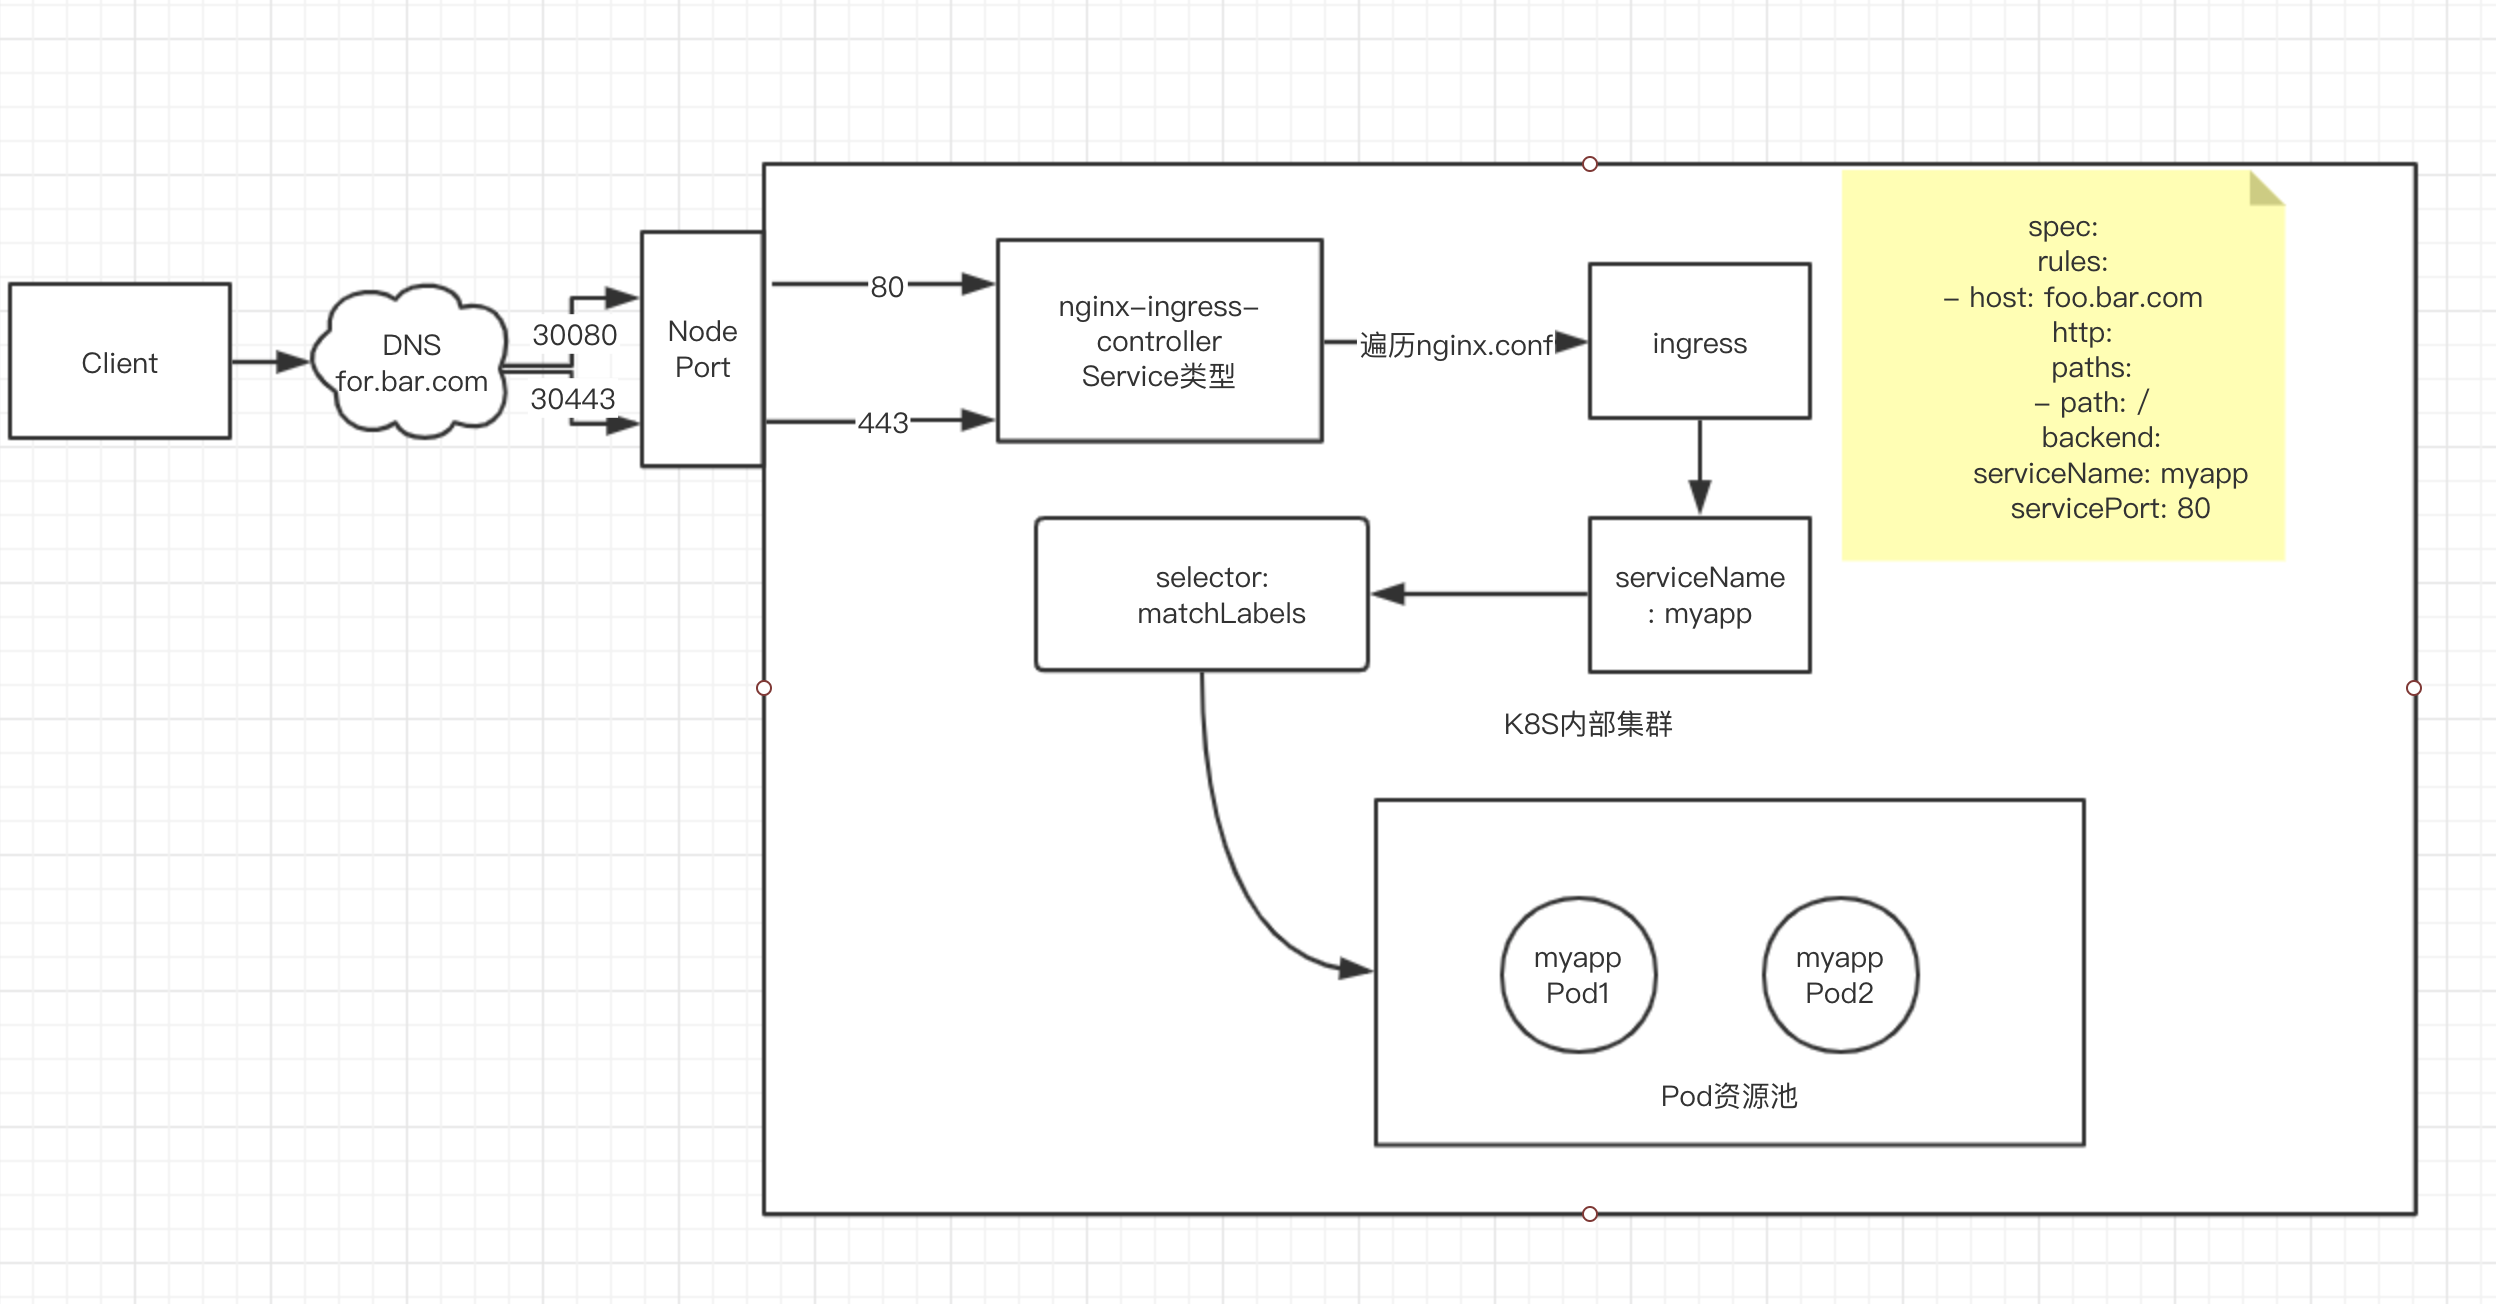 Client
DNS
for.bar.com
30080
30443
Node
Port
80
443
nginx-ingress-
controller
Service类型
遍历nginx.conf
ingress
spec:
rules:
- host: foo.bar.com
http:
paths:
- path: /
backend:
serviceName: myapp
servicePort: 80
selector:
matchLabels
serviceName
: myapp
K8S内部集群
myapp
Pod1
myapp
Pod2
Pod资源池